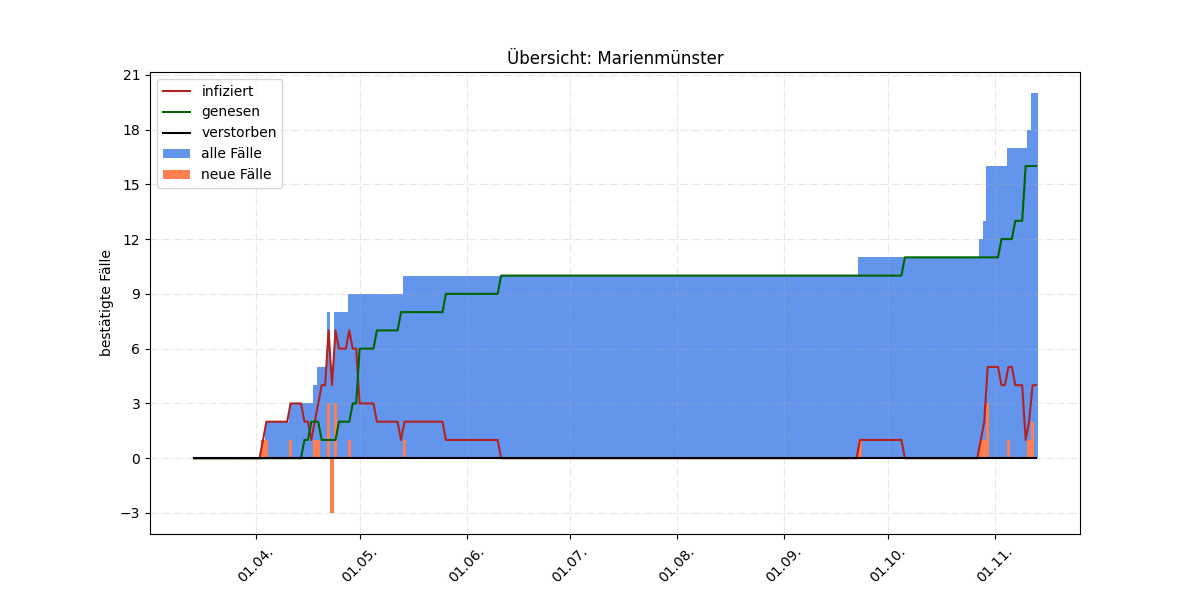 Übersicht: Marienmünster
infiziert
genesen
verstorben
alle Fälle
neue Fälle
bestätigte Fälle
21
18
15
12
9
6
3
0
−3
01.04.
01.05.
01.06.
01.07.
01.08.
01.09.
01.10.
01.11.